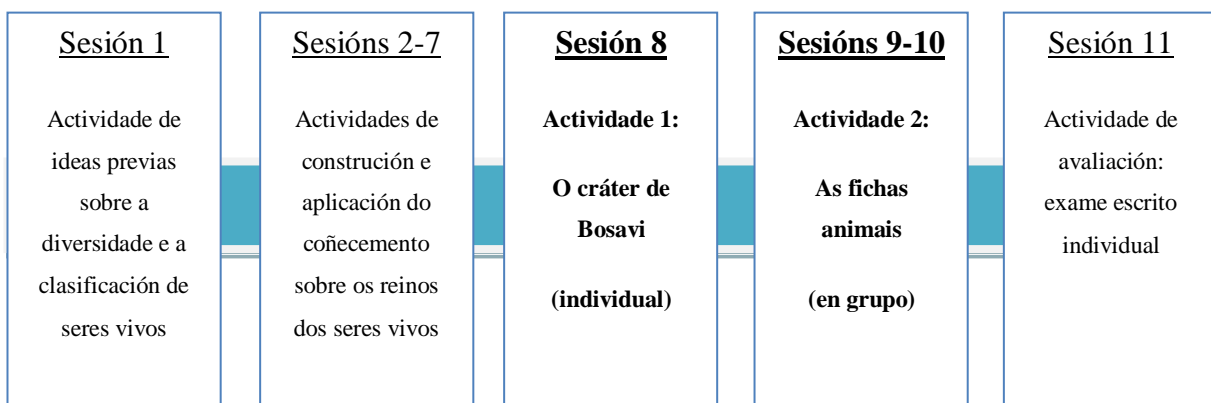 Sesión 1
Actividade de
ideas previas
sobre a
diversidade e a
clasificación de
seres vivos
Sesións 2-7
Actividades de
construción e
aplicación do
coñecemento
sobre os reinos
dos seres vivos
Sesión 8
Actividade 1:
O cráter de
Bosavi
(individual)
Sesións 9-10
Actividade 2:
As fichas
animais
(en grupo)
Sesión 11
Actividade de
avaliación:
exame escrito
individual